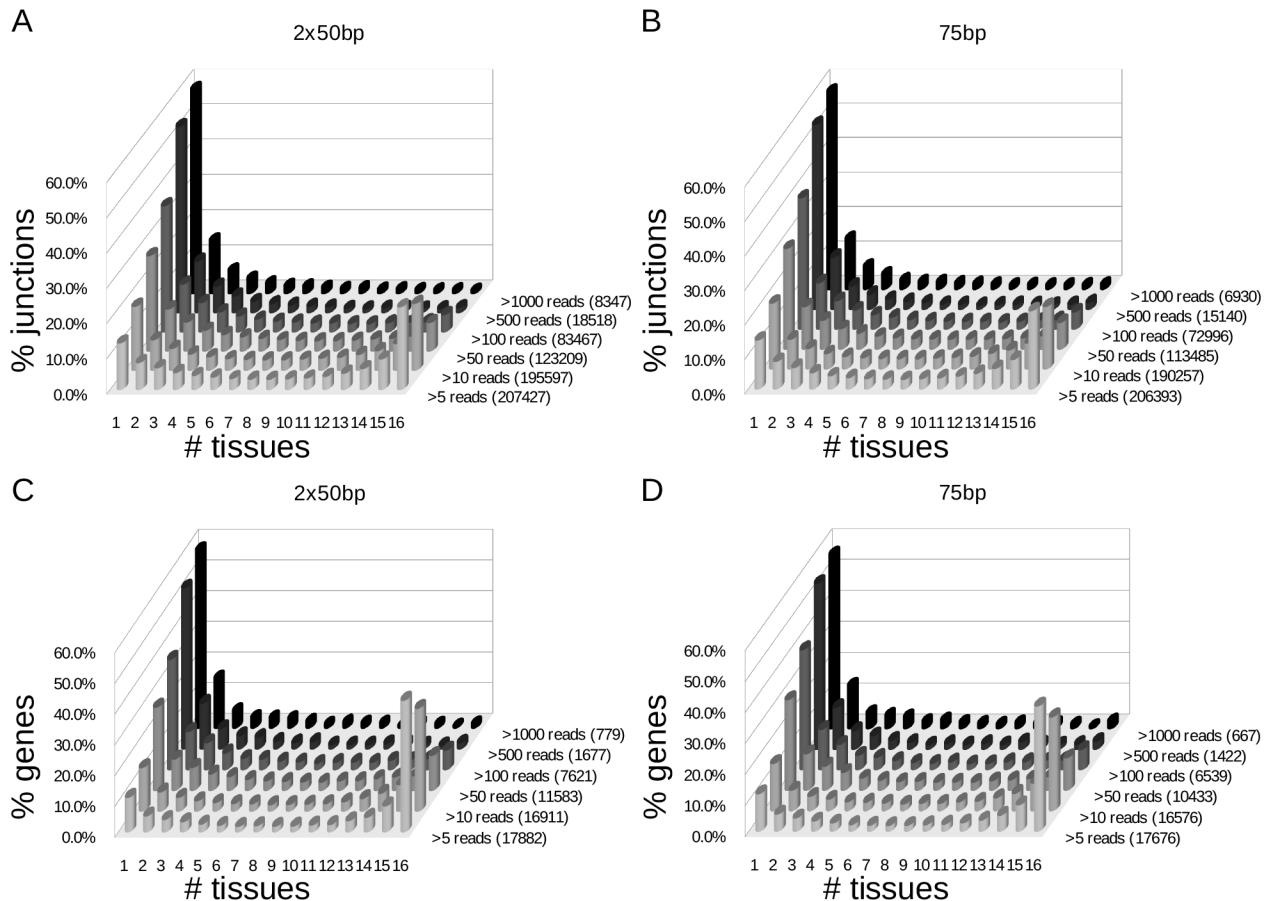 A
2x50bp
% junctions
60.0%
50.0%
40.0%
30.0%
20.0%
10.0%
0.0%
>1000 reads (8347)
>500 reads (18518)
>100 reads (83467)
>50 reads (123209)
>10 reads (195597)
>5 reads (207427)
1 2 3 4 5 6 7 8 9 10 11 12 13 14 15 16
# tissues
B
75bp
% junctions
60.0%
50.0%
40.0%
30.0%
20.0%
10.0%
0.0%
>1000 reads (6930)
>500 reads (15140)
>100 reads (72996)
>50 reads (113485)
>10 reads (190257)
>5 reads (206393)
1 2 3 4 5 6 7 8 9 10 11 12 13 14 15 16
# tissues
C
2x50bp
% genes
60.0%
50.0%
40.0%
30.0%
20.0%
10.0%
0.0%
>1000 reads (779)
>500 reads (1677)
>100 reads (7621)
>50 reads (11583)
>10 reads (16911)
>5 reads (17882)
1 2 3 4 5 6 7 8 9 10 11 12 13 14 15 16
# tissues
D
75bp
% genes
60.0%
50.0%
40.0%
30.0%
20.0%
10.0%
0.0%
>1000 reads (667)
>500 reads (1422)
>100 reads (6539)
>50 reads (10433)
>10 reads (16576)
>5 reads (17676)
1 2 3 4 5 6 7 8 9 10 11 12 13 14 15 16
# tissues